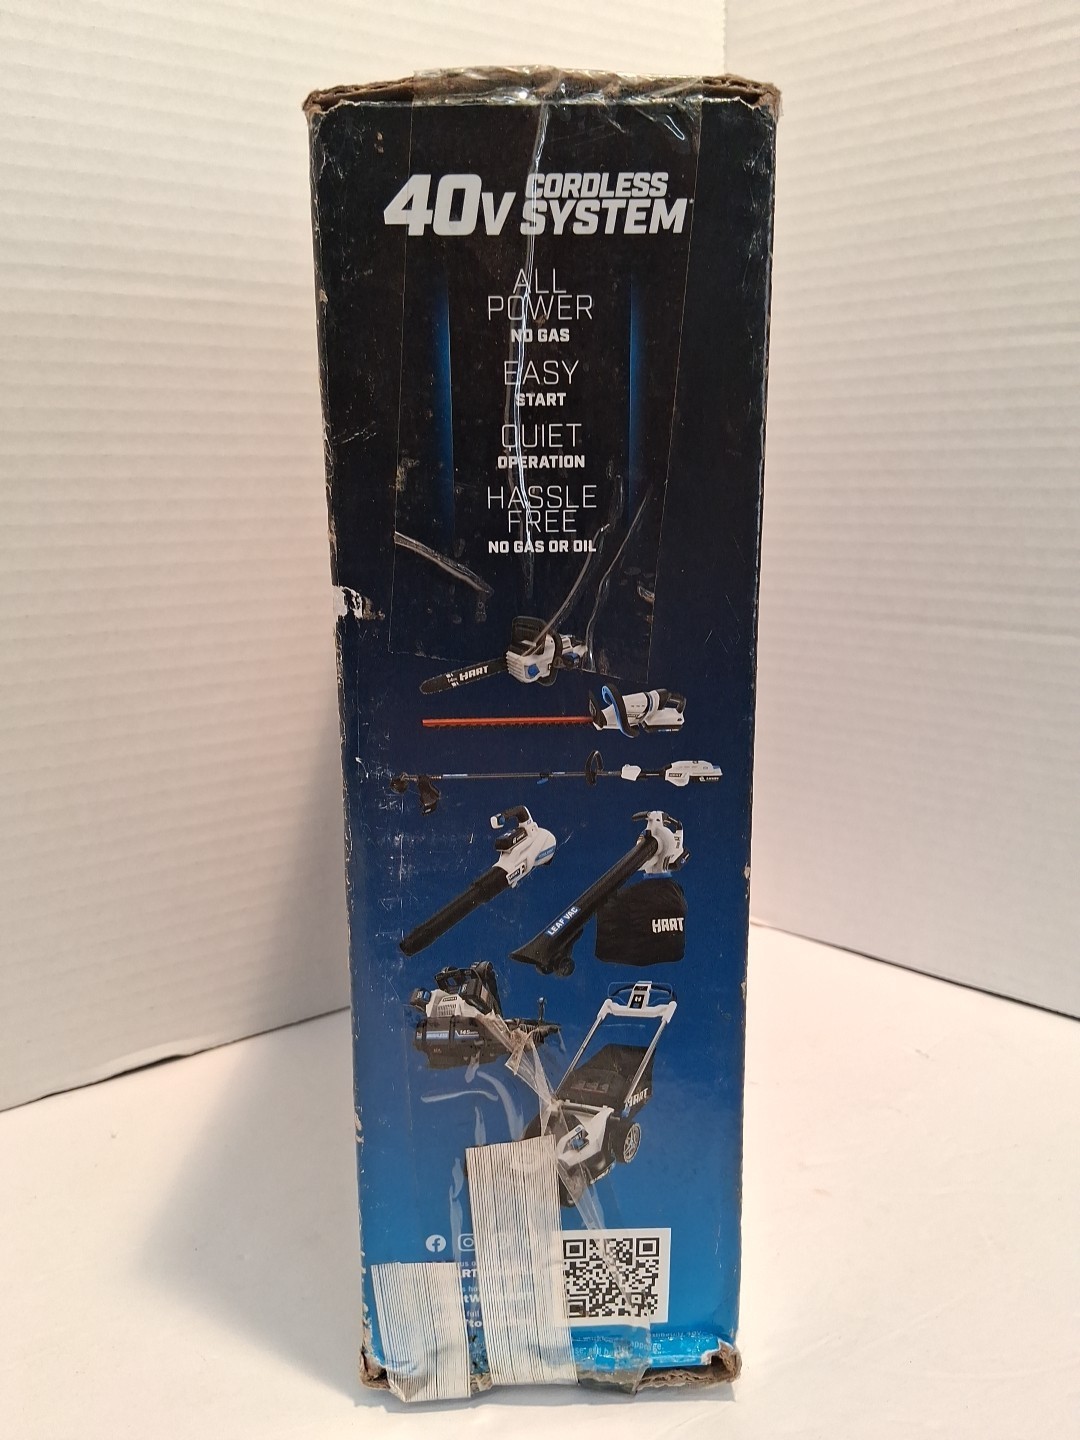 40V CORDLESS
SYSTEM
ALL
POWER
NO GAS
EASY
START
QUIET
OPERATION
HASSLE
FREE
NO GAS OR OIL
HART
LEAF VAC
HART
HART